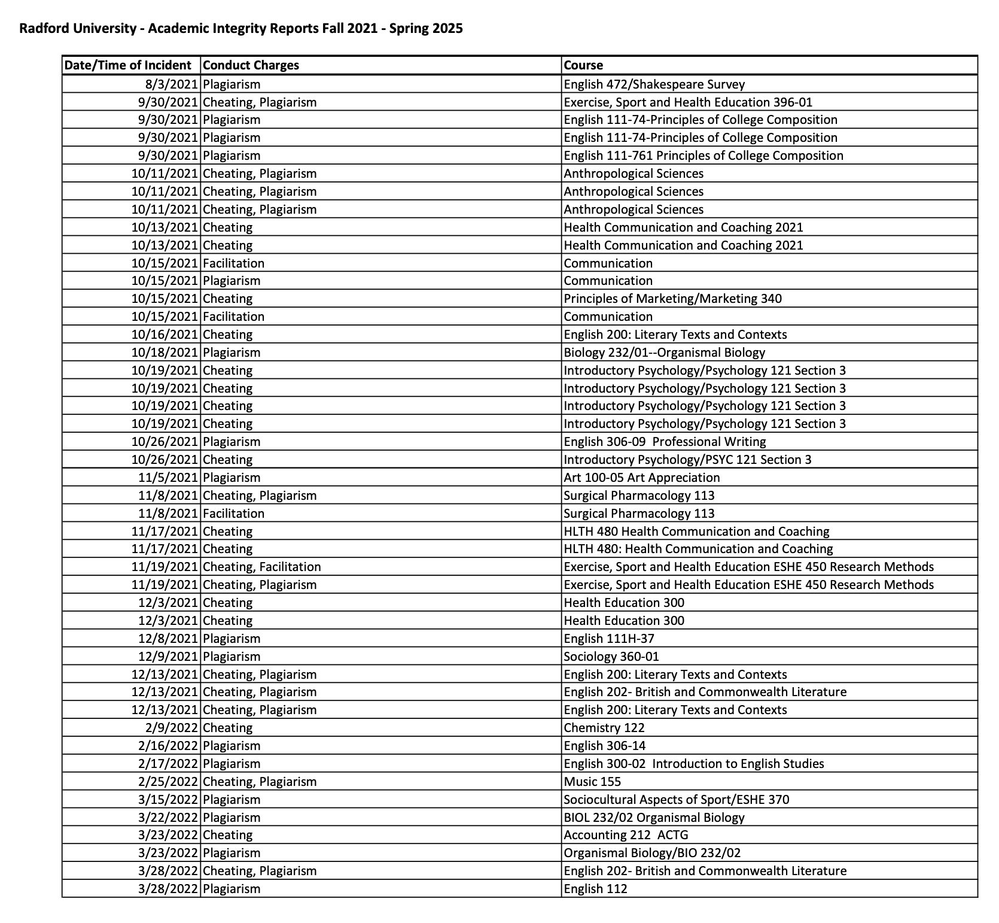 Radford University - Academic Integrity Reports Fall 2021 - Spring 2025
Date/Time of Incident Conduct Charges Course
8/3/2021 Plagiarism English 472/Shakespeare Survey
9/30/2021 Cheating, Plagiarism Exercise, Sport and Health Education 396-01
9/30/2021 Plagiarism English 111-74-Principles of College Composition
9/30/2021 Plagiarism English 111-74-Principles of College Composition
9/30/2021 Plagiarism English 111-761 Principles of College Composition
10/11/2021 Cheating, Plagiarism Anthropological Sciences
10/11/2021 Cheating, Plagiarism Anthropological Sciences
10/11/2021 Cheating, Plagiarism Anthropological Sciences
10/13/2021 Cheating Health Communication and Coaching 2021
10/13/2021 Cheating Health Communication and Coaching 2021
10/15/2021 Facilitation Communication
10/15/2021 Plagiarism Communication
10/15/2021 Cheating Principles of Marketing/Marketing 340
10/15/2021 Facilitation Communication
10/16/2021 Cheating English 200: Literary Texts and Contexts
10/18/2021 Plagiarism Biology 232/01--Organismal Biology
10/19/2021 Cheating Introductory Psychology/Psychology 121 Section 3
10/19/2021 Cheating Introductory Psychology/Psychology 121 Section 3
10/19/2021 Cheating Introductory Psychology/Psychology 121 Section 3
10/19/2021 Cheating Introductory Psychology/Psychology 121 Section 3
10/26/2021 Plagiarism English 306-09  Professional Writing
10/26/2021 Cheating Introductory Psychology/PSYC 121 Section 3
11/5/2021 Plagiarism Art 100-05 Art Appreciation
11/8/2021 Cheating, Plagiarism Surgical Pharmacology 113
11/8/2021 Facilitation Surgical Pharmacology 113
11/17/2021 Cheating HLTH 480 Health Communication and Coaching
11/17/2021 Cheating HLTH 480: Health Communication and Coaching
11/19/2021 Cheating, Facilitation Exercise, Sport and Health Education ESHE 450 Research Methods
11/19/2021 Cheating, Plagiarism Exercise, Sport and Health Education ESHE 450 Research Methods
12/3/2021 Cheating Health Education 300
12/3/2021 Cheating Health Education 300
12/8/2021 Plagiarism English 111H-37
12/9/2021 Plagiarism Sociology 360-01
12/13/2021 Cheating, Plagiarism English 200: Literary Texts and Contexts
12/13/2021 Cheating, Plagiarism English 202- British and Commonwealth Literature
12/13/2021 Cheating, Plagiarism English 200: Literary Texts and Contexts
2/9/2022 Cheating Chemistry 122
2/16/2022 Plagiarism English 306-14
2/17/2022 Plagiarism English 300-02  Introduction to English Studies
2/25/2022 Cheating, Plagiarism Music 155
3/15/2022 Plagiarism Sociocultural Aspects of Sport/ESHE 370
3/22/2022 Plagiarism BIOL 232/02 Organismal Biology
3/23/2022 Cheating Accounting 212  ACTG
3/23/2022 Plagiarism Organismal Biology/BIO 232/02
3/28/2022 Cheating, Plagiarism English 202- British and Commonwealth Literature
3/28/2022 Plagiarism English 112